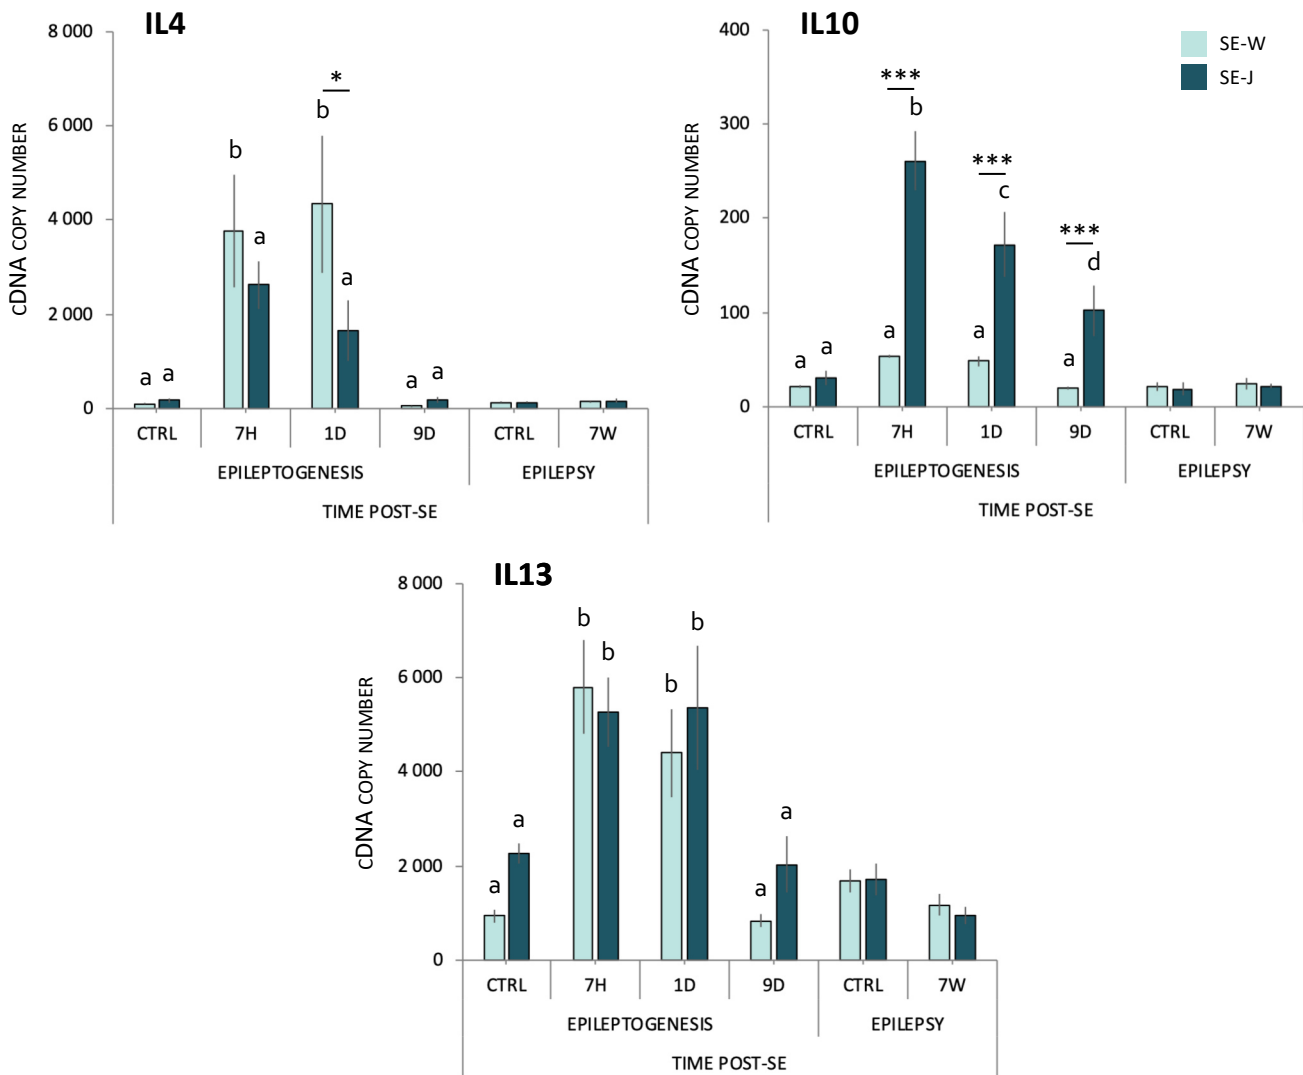 IL4
8 000
6 000
4 000
2 000
0
CDNA COPY NUMBER
a a b a b a a a
*
CTRL 7H 1D 9D CTRL 7W
EPILEPTOGENESIS EPILEPSY
TIME POST-SE
IL10
SE-W
SE-J
400
300
200
100
0
CDNA COPY NUMBER
*** *** ***
a a a b a c a d
CTRL 7H 1D 9D CTRL 7W
EPILEPTOGENESIS EPILEPSY
TIME POST-SE
IL13
8 000
6 000
4 000
2 000
0
CDNA COPY NUMBER
a a b b b b a a
CTRL 7H 1D 9D CTRL 7W
EPILEPTOGENESIS EPILEPSY
TIME POST-SE